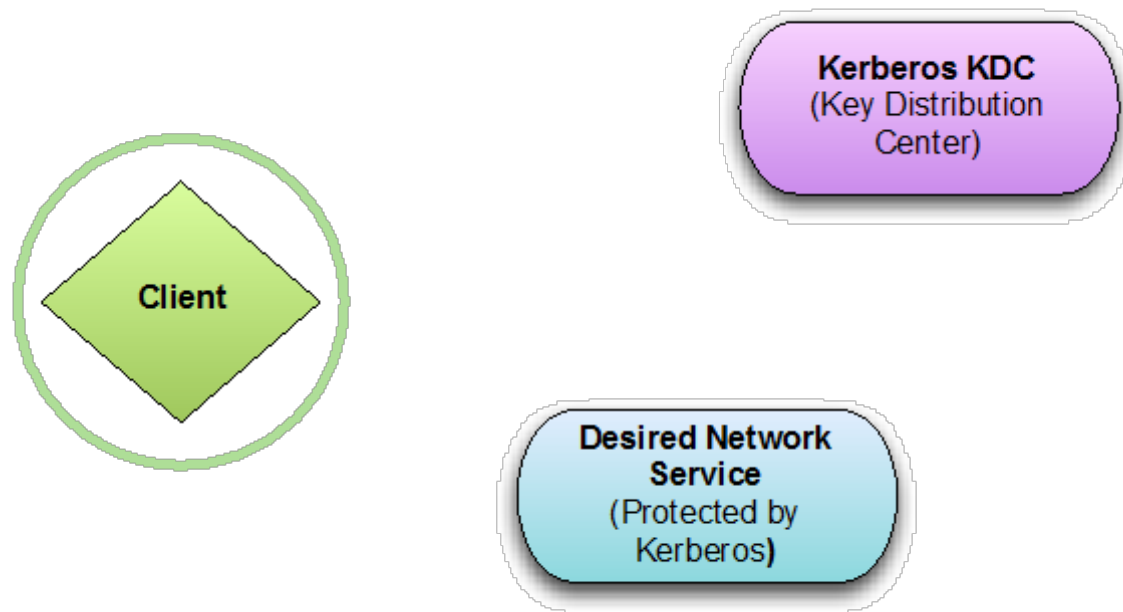 Kerberos KDC
(Key Distribution
Center)
Client
Desired Network
Service
(Protected by
Kerberos)